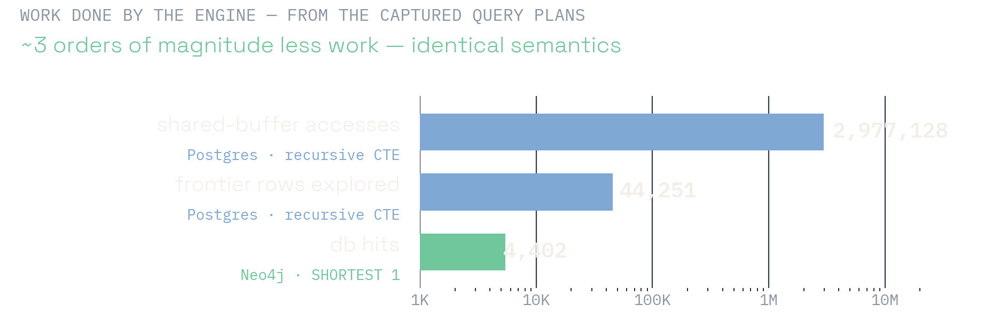 WORK DONE BY THE ENGINE — FROM THE CAPTURED QUERY PLANS
~3 orders of magnitude less work — identical semantics
shared-buffer accesses
2,977,128
Postgres · recursive CTE
frontier rows explored
44,251
Postgres · recursive CTE
db hits
4,402
Neo4j · SHORTEST 1
1K 10K 100K 1M 10M